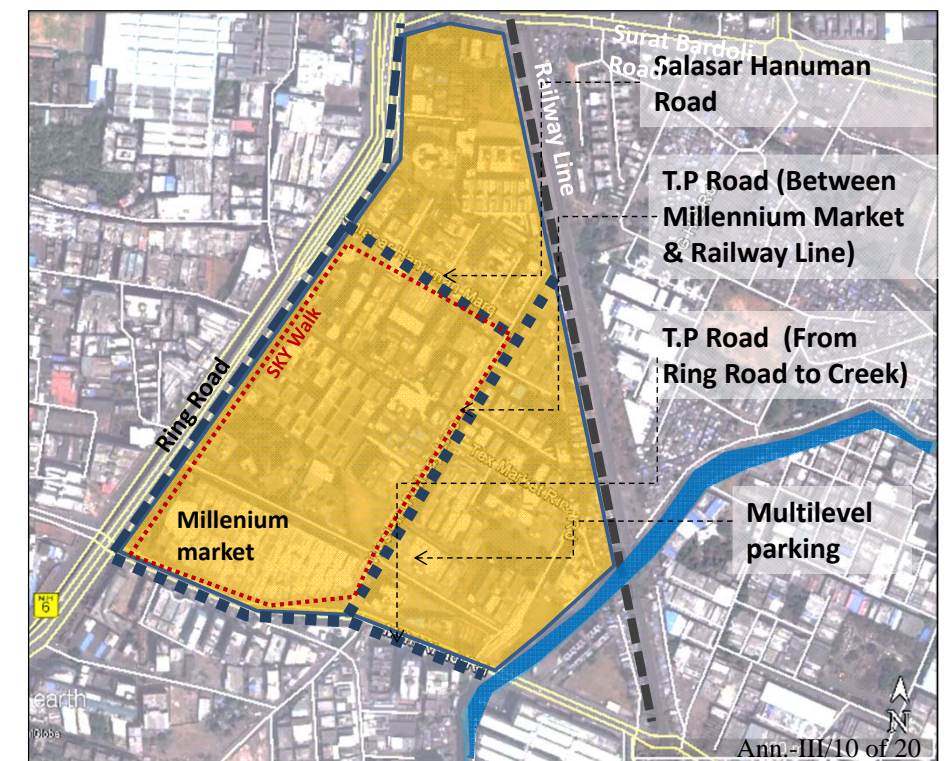 Surat Bardoli
Road
Salasar Hanuman
Road
Railway Line
T.P Road (Between
Millennium Market
& Railway Line)
T.P Road (From
Ring Road to Creek)
SKY Walk
Ring Road
Tex Market
Millenium
market
Multilevel
parking
NH
6
earth
N
Ann.-III/10 of 20